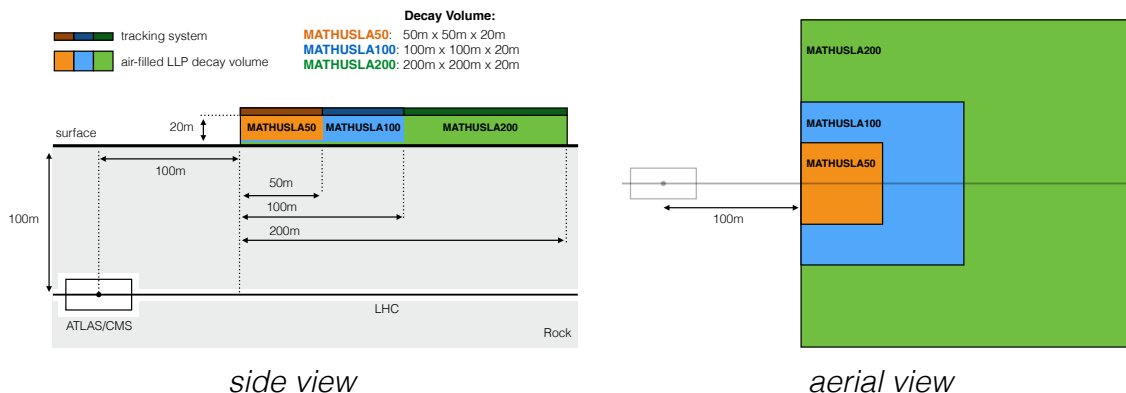 Decay Volume:
tracking system
MATHUSLA50: 50m x 50m x 20m
MATHUSLA100: 100m x 100m x 20m
air-filled LLP decay volume
MATHUSLA200: 200m x 200m x 20m
surface
20m
MATHUSLA50
MATHUSLA100
MATHUSLA200
100m
50m
100m
100m
200m
LHC
ATLAS/CMS
Rock
side view
MATHUSLA200
MATHUSLA100
MATHUSLA50
100m
aerial view